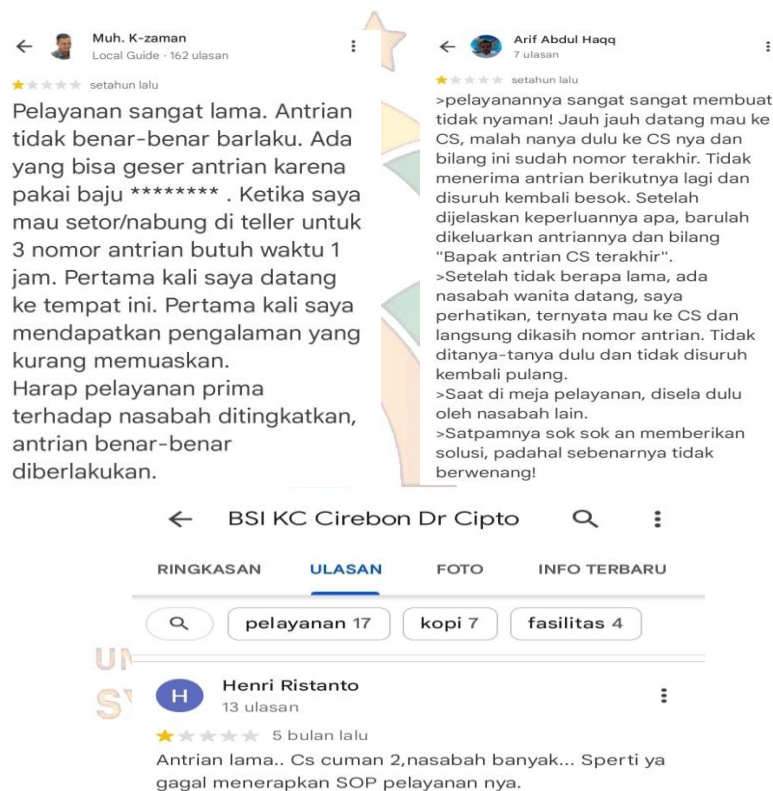 Muh. K-zaman
Local Guide · 162 ulasan
setahun lalu
Pelayanan sangat lama. Antrian
tidak benar-benar barlaku. Ada
yang bisa geser antrian karena
pakai baju ******** . Ketika saya
mau setor/nabung di teller untuk
3 nomor antrian butuh waktu 1
jam. Pertama kali saya datang
ke tempat ini. Pertama kali saya
mendapatkan pengalaman yang
kurang memuaskan.
Harap pelayanan prima
terhadap nasabah ditingkatkan,
antrian benar-benar
diberlakukan.
Arif Abdul Haqq
7 ulasan
setahun lalu
>pelayanannya sangat sangat membuat
tidak nyaman! Jauh jauh datang mau ke
CS, malah nanya dulu ke CS nya dan
bilang ini sudah nomor terakhir. Tidak
menerima antrian berikutnya lagi dan
disuruh kembali besok. Setelah
dijelaskan keperluannya apa, barulah
dikeluarkan antriannya dan bilang
"Bapak antrian CS terakhir".
>Setelah tidak berapa lama, ada
nasabah wanita datang, saya
perhatikan, ternyata mau ke CS dan
langsung dikasih nomor antrian. Tidak
ditanya-tanya dulu dan tidak disuruh
kembali pulang.
>Saat di meja pelayanan, disela dulu
oleh nasabah lain.
>Satpamnya sok sok an memberikan
solusi, padahal sebenarnya tidak
berwenang!
BSI KC Cirebon Dr Cipto
RINGKASAN ULASAN FOTO INFO TERBARU
pelayanan 17 kopi 7 fasilitas 4
H
Henri Ristanto
13 ulasan
5 bulan lalu
Antrian lama.. Cs cuman 2,nasabah banyak... Sperti ya
gagal menerapkan SOP pelayanan nya.